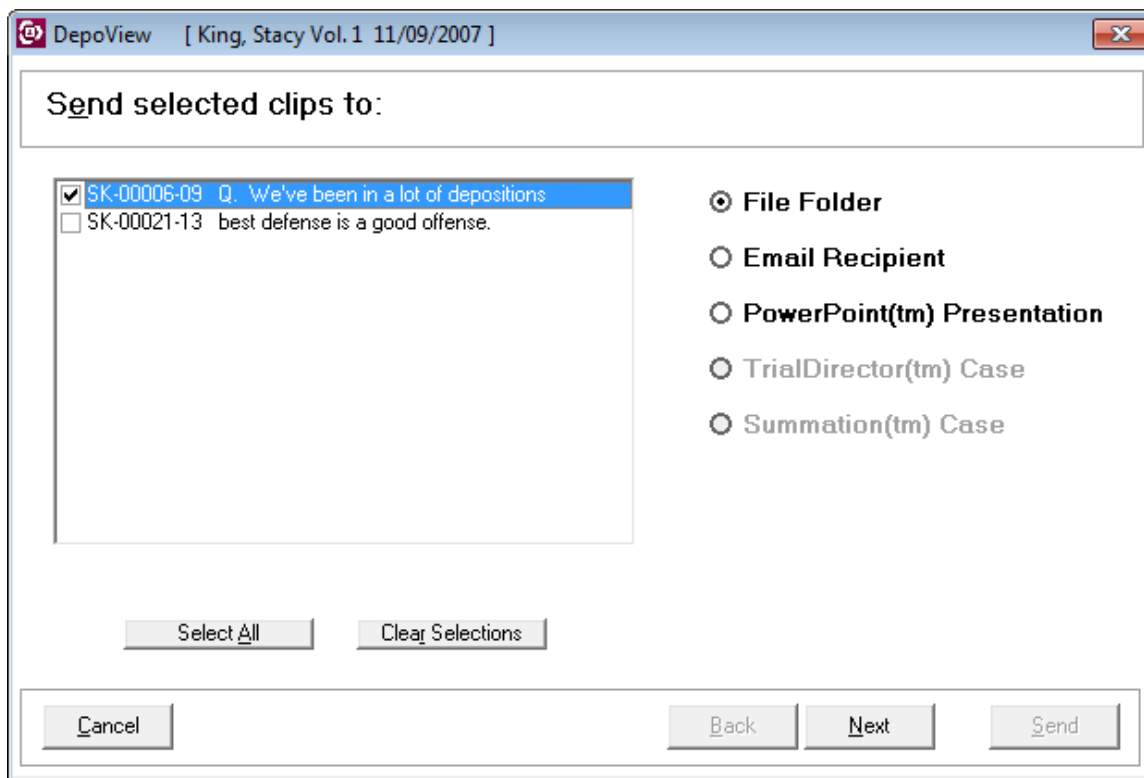 DepoView [ King, Stacy Vol. 1 11/09/2007 ]
Send selected clips to:
SK-00006-09 Q. We've been in a lot of depositions
SK-00021-13 best defense is a good offense.
File Folder
Email Recipient
PowerPoint(tm) Presentation
TrialDirector(tm) Case
Summation(tm) Case
Select All Clear Selections
Cancel Back Next Send